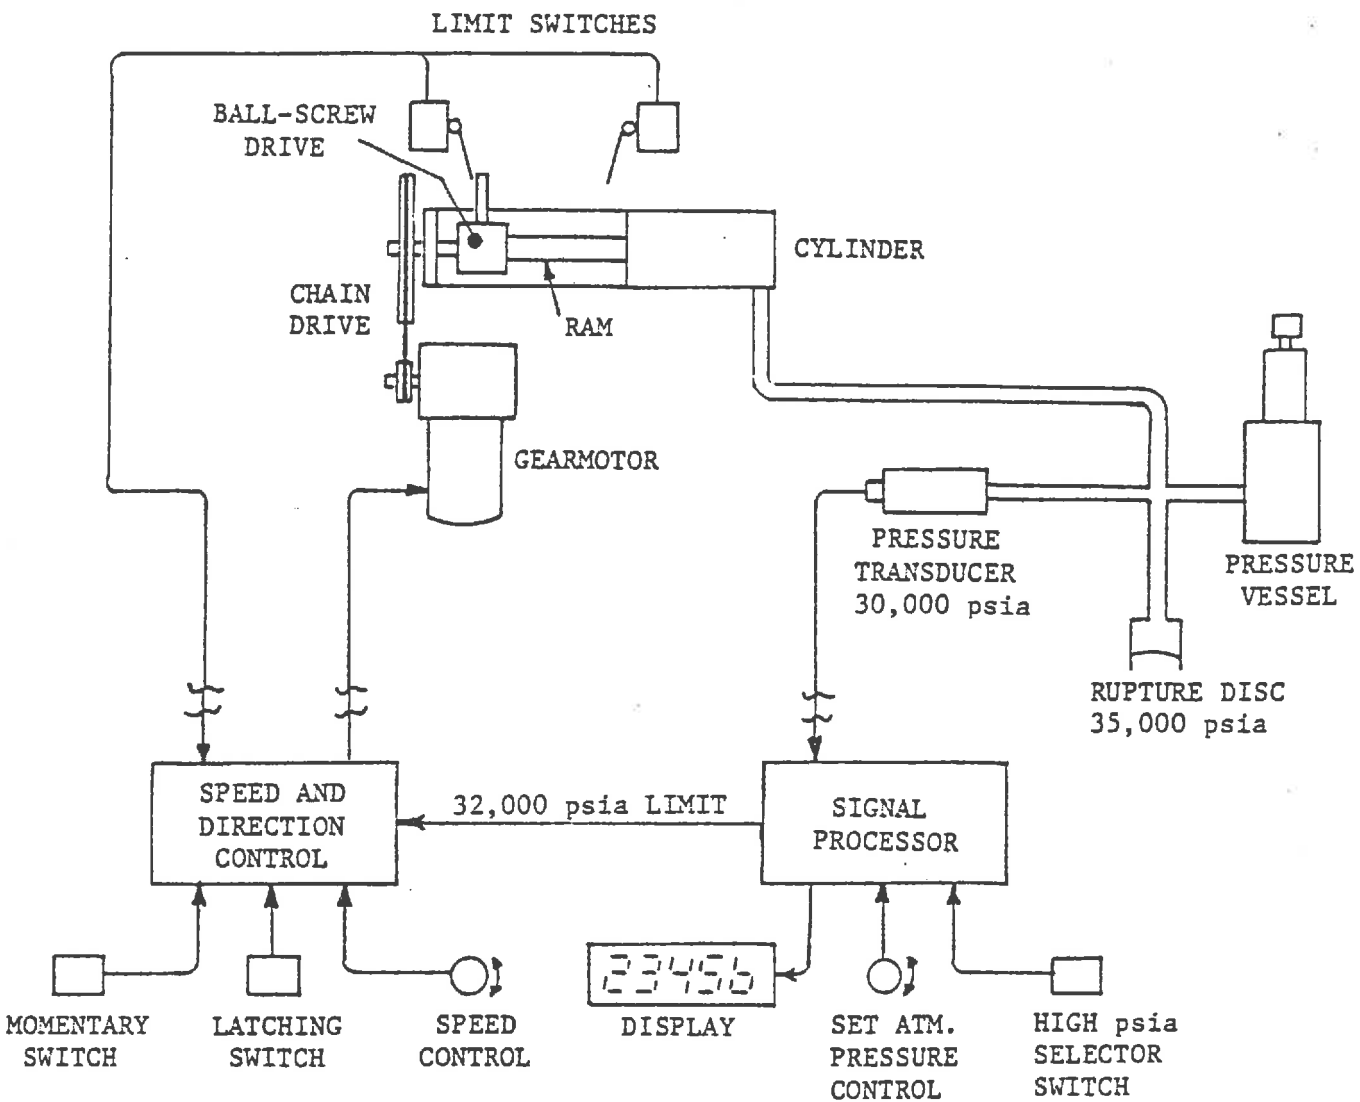 LIMIT SWITCHES
BALL-SCREW
DRIVE
CYLINDER
CHAIN
DRIVE
RAM
GEARMOTOR
PRESSURE
TRANSDUCER
30,000 psia
PRESSURE
VESSEL
RUPTURE DISC
35,000 psia
SPEED AND
DIRECTION
CONTROL
32,000 psia LIMIT
SIGNAL
PROCESSOR
23456
MOMENTARY
SWITCH
LATCHING
SWITCH
SPEED
CONTROL
DISPLAY
SET ATM.
PRESSURE
CONTROL
HIGH psia
SELECTOR
SWITCH